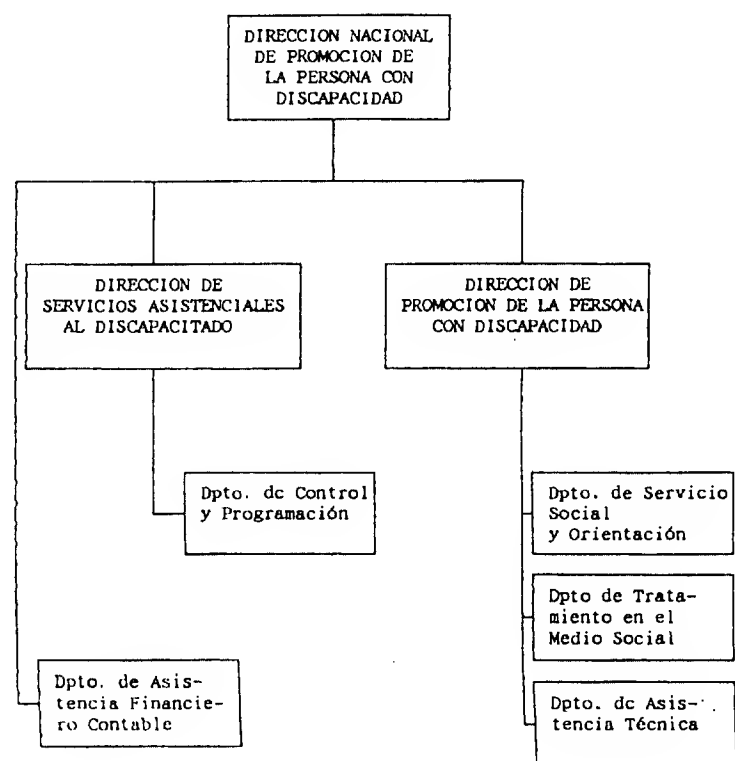 DIRECCION NACIONAL
DE PROMOCION DE
LA PERSONA CON
DISCAPACIDAD
DIRECCION DE
SERVICIOS ASISTENCIALES
AL DISCAPACITADO
DIRECCION DE
PROMOCION DE LA PERSONA
CON DISCAPACIDAD
Dpto. de Control
y Programación
Dpto. de Servicio
Social
y Orientación
Dpto de Trata-
miento en el
Medio Social
Dpto. de Asis-
tencia Financie-
ro Contable
Dpto. de Asis-
tencia Técnica